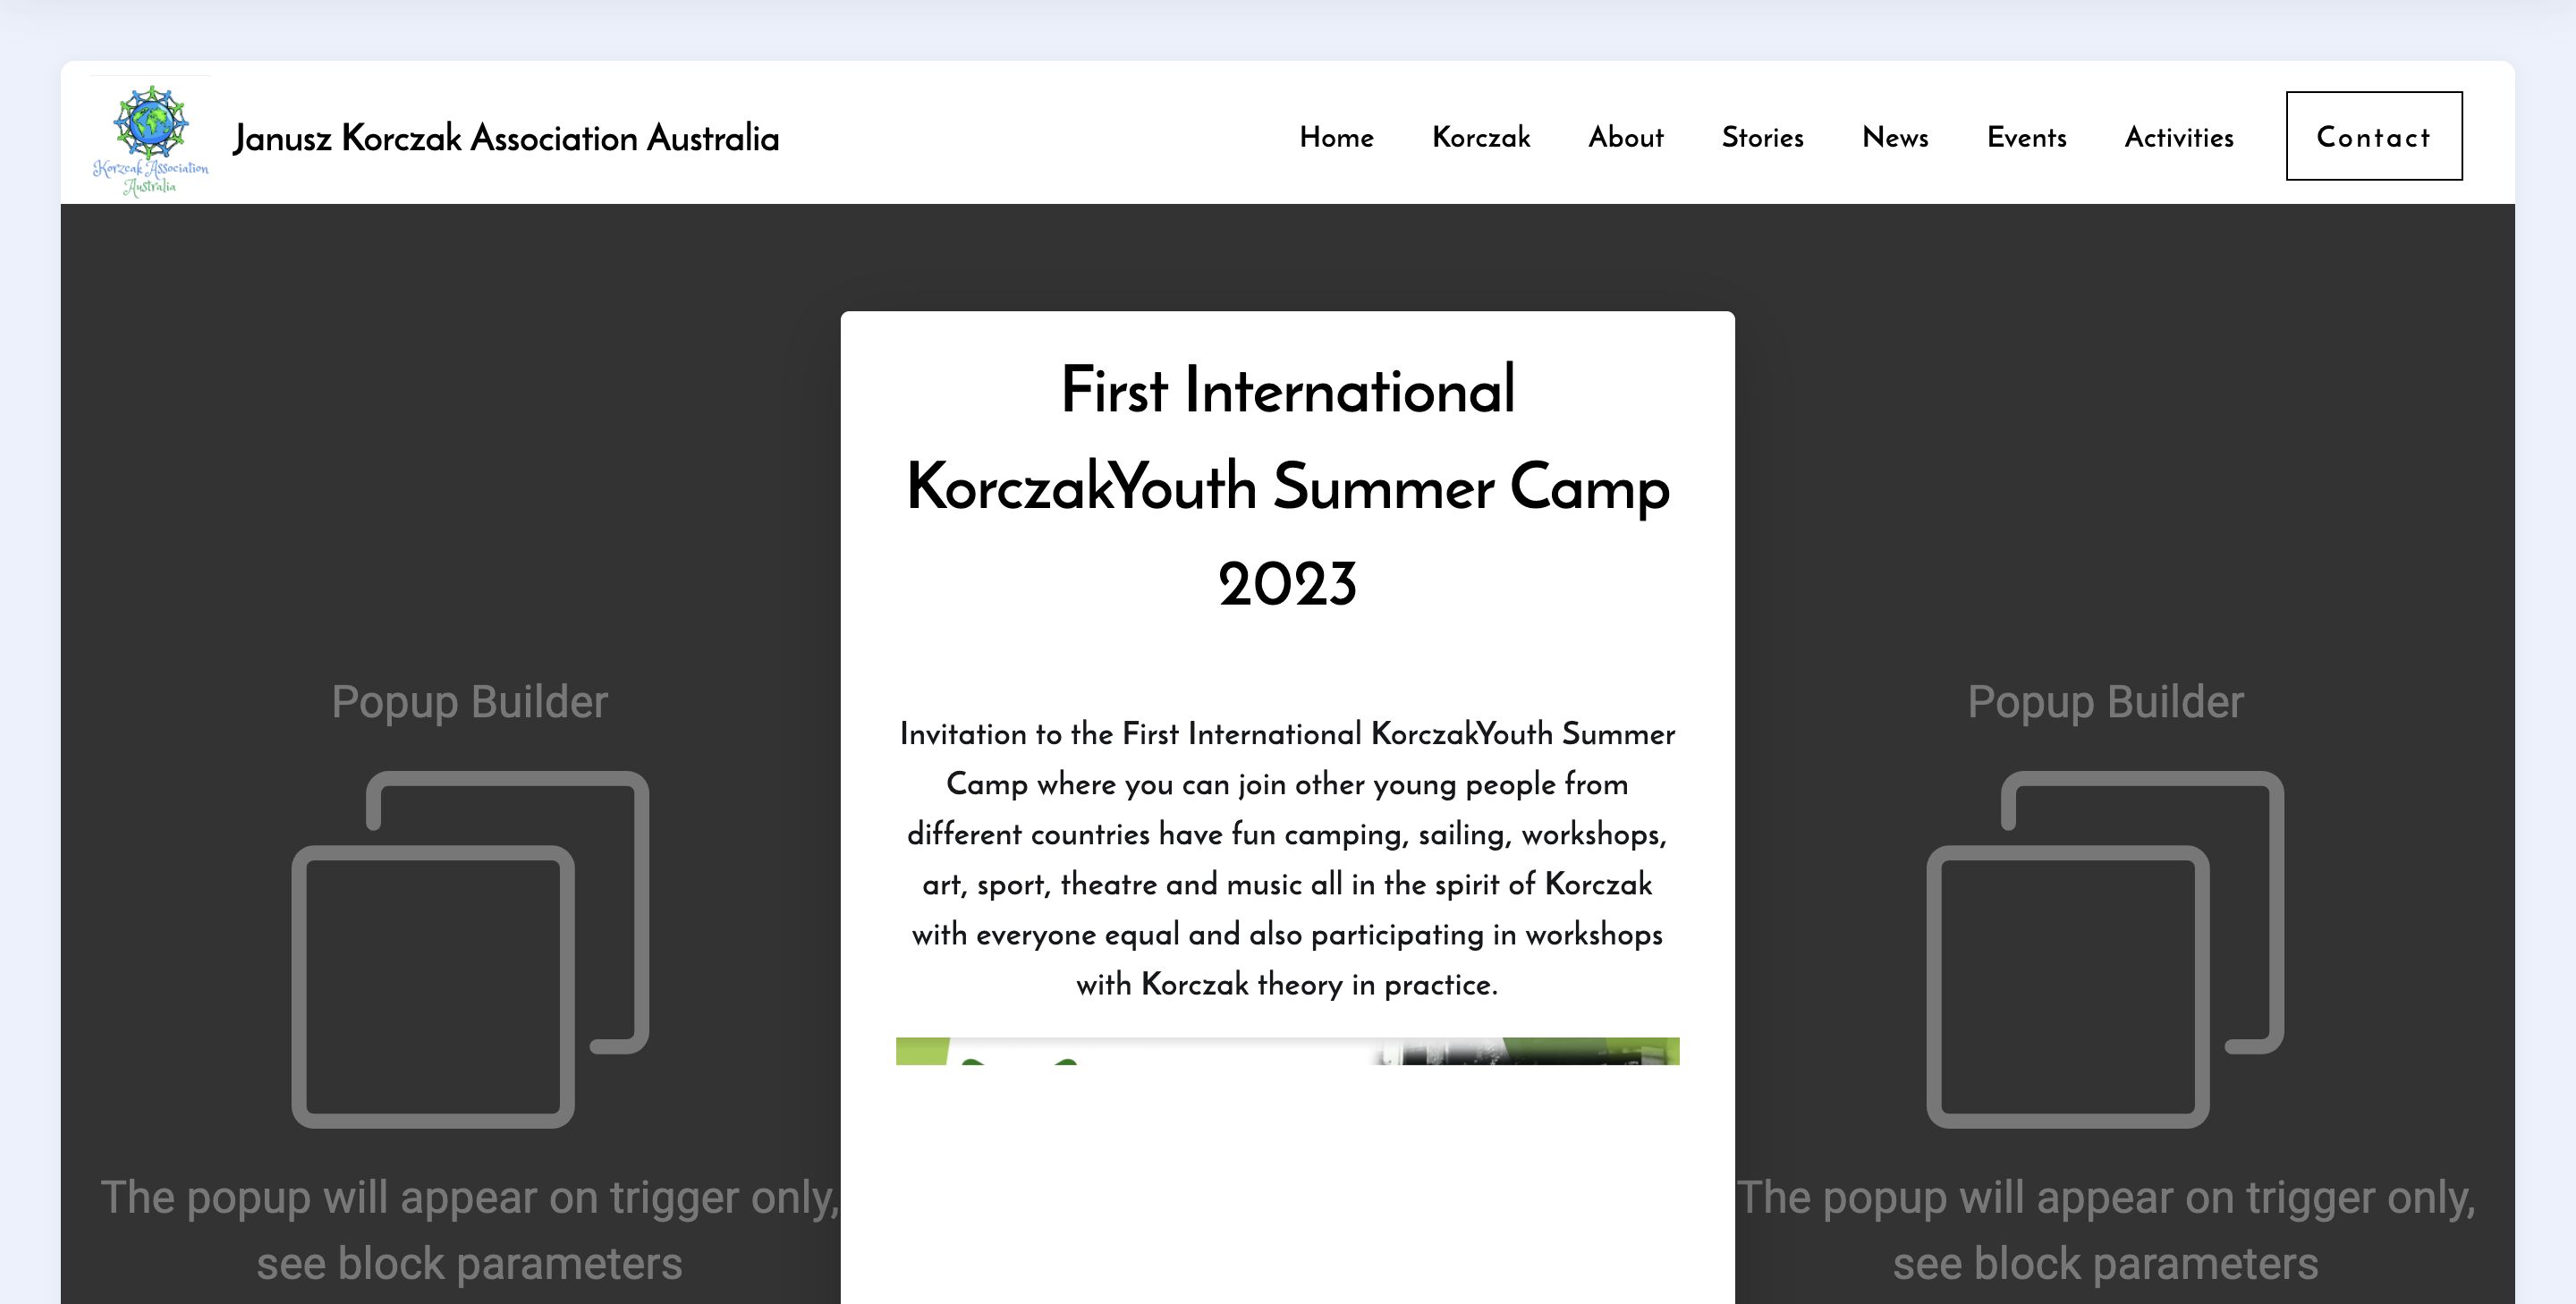 Korzcak Association
Australia
Janusz Korczak Association Australia
Home Korczak About Stories News Events Activities Contact
First International
KorczakYouth Summer Camp
2023
Invitation to the First International KorczakYouth Summer
Camp where you can join other young people from
different countries have fun camping, sailing, workshops,
art, sport, theatre and music all in the spirit of Korczak
with everyone equal and also participating in workshops
with Korczak theory in practice.
Popup Builder
The popup will appear on trigger only,
see block parameters
Popup Builder
The popup will appear on trigger only,
see block parameters